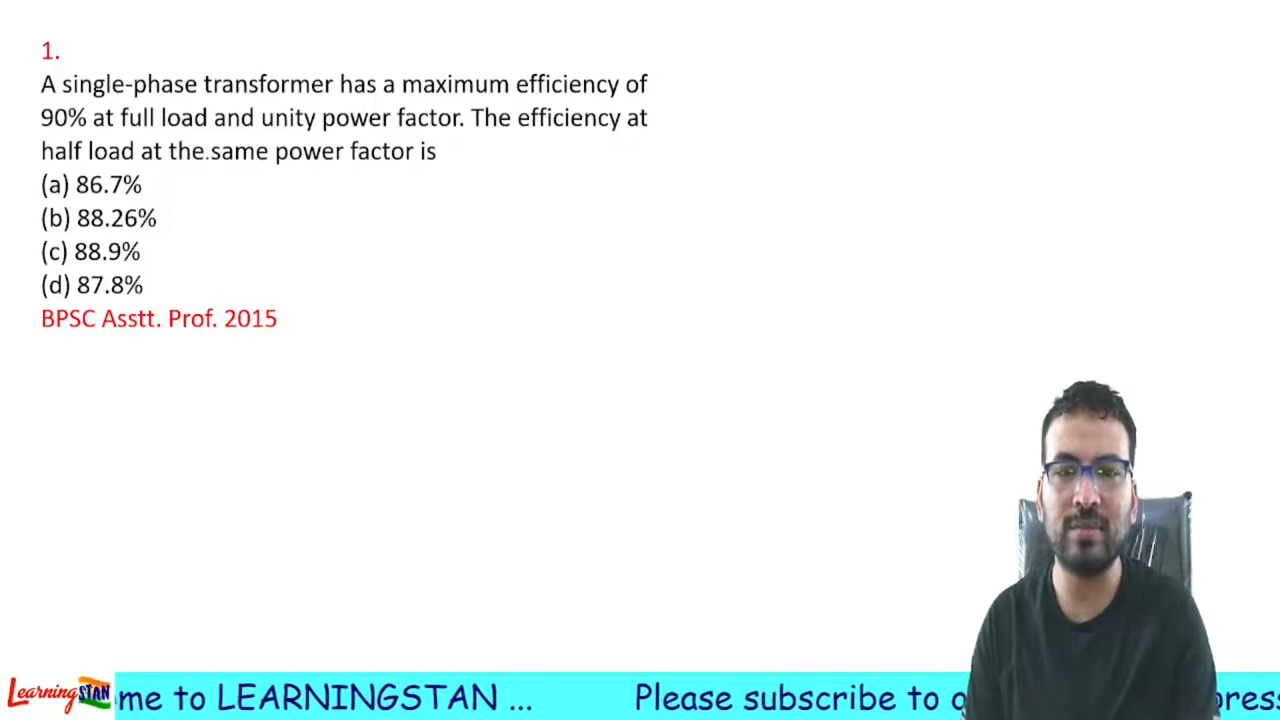 1.
A single-phase transformer has a maximum efficiency of
90% at full load and unity power factor. The efficiency at
half load at the.same power factor is
(a) 86.7%
(b) 88.26%
(c) 88.9%
(d) 87.8%
BPSC Asstt. Prof. 2015
LearningSTAN
me to LEARNINGSTAN ... Please subscribe to o press